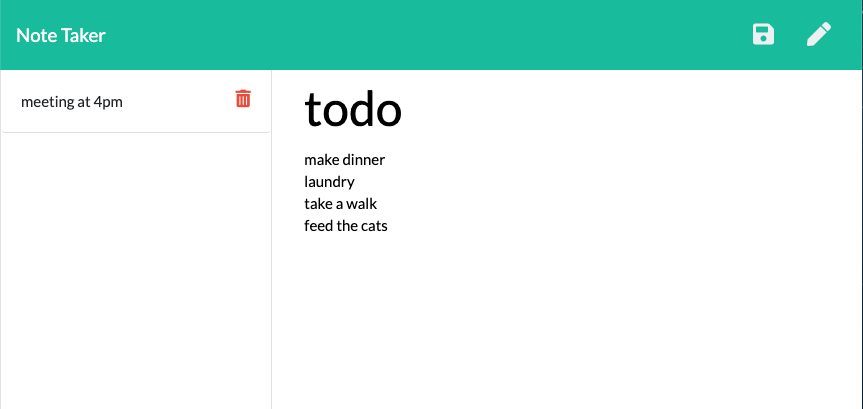 Note Taker
meeting at 4pm
todo
make dinner
laundry
take a walk
feed the cats